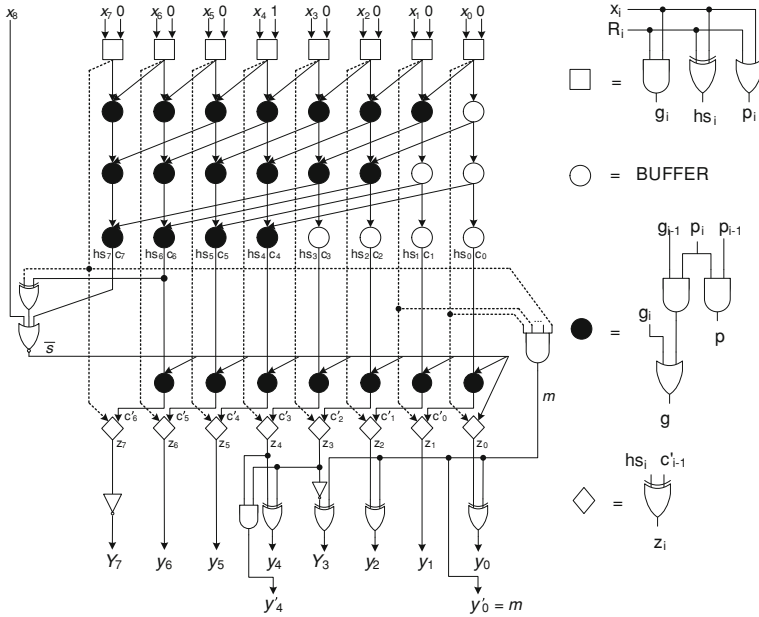 x₈ x₇ 0 x₆ 0 x₅ 0 x₄ 1 x₃ 0 x₂ 0 x₁ 0 x₀ 0
xᵢ
Rᵢ
□ = gᵢ hsᵢ pᵢ
= BUFFER
hs₇ c₇ hs₆ c₆ hs₅ c₅ hs₄ c₄ hs₃ c₃ hs₂ c₂ hs₁ c₁ hs₀ c₀
gᵢ₋₁ pᵢ pᵢ₋₁
gᵢ
=
p
g
s̅
...
m
c'₆ c'₅ c'₄ c'₃ c'₂ c'₁ c'₀
z₇ z₆ z₅ z₄ z₃ z₂ z₁ z₀
hsᵢ c'ᵢ₋₁
=
zᵢ
Y₇ y₆ y₅ y₄ Y₃ y₂ y₁ y₀
y'₄ y'₀ = m